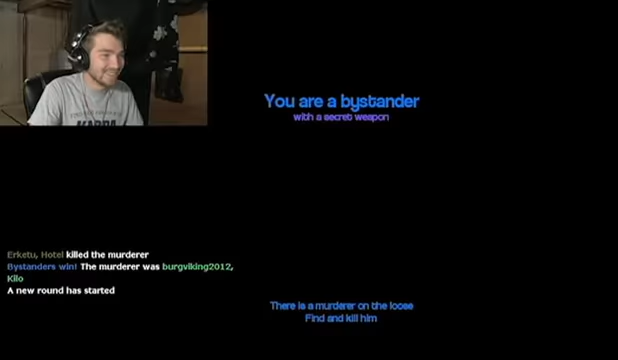 You are a bystander
with a secret weapon
Erketu, Hotel killed the murderer
Bystanders win! The murderer was burgviking2012,
Kilo
A new round has started
There is a murderer on the loose
Find and kill him